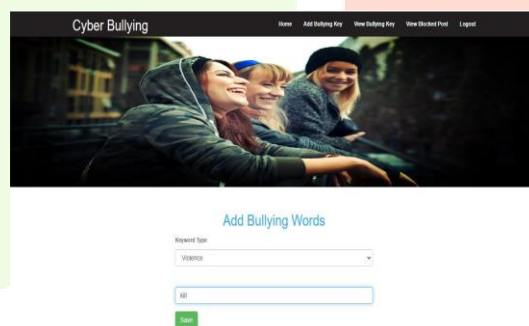 Cyber Bullying
Home Add Bullying Key View Bullying Key View Blocked Post Logout
Add Bullying Words
Keyword Type
Violence
kill
Save